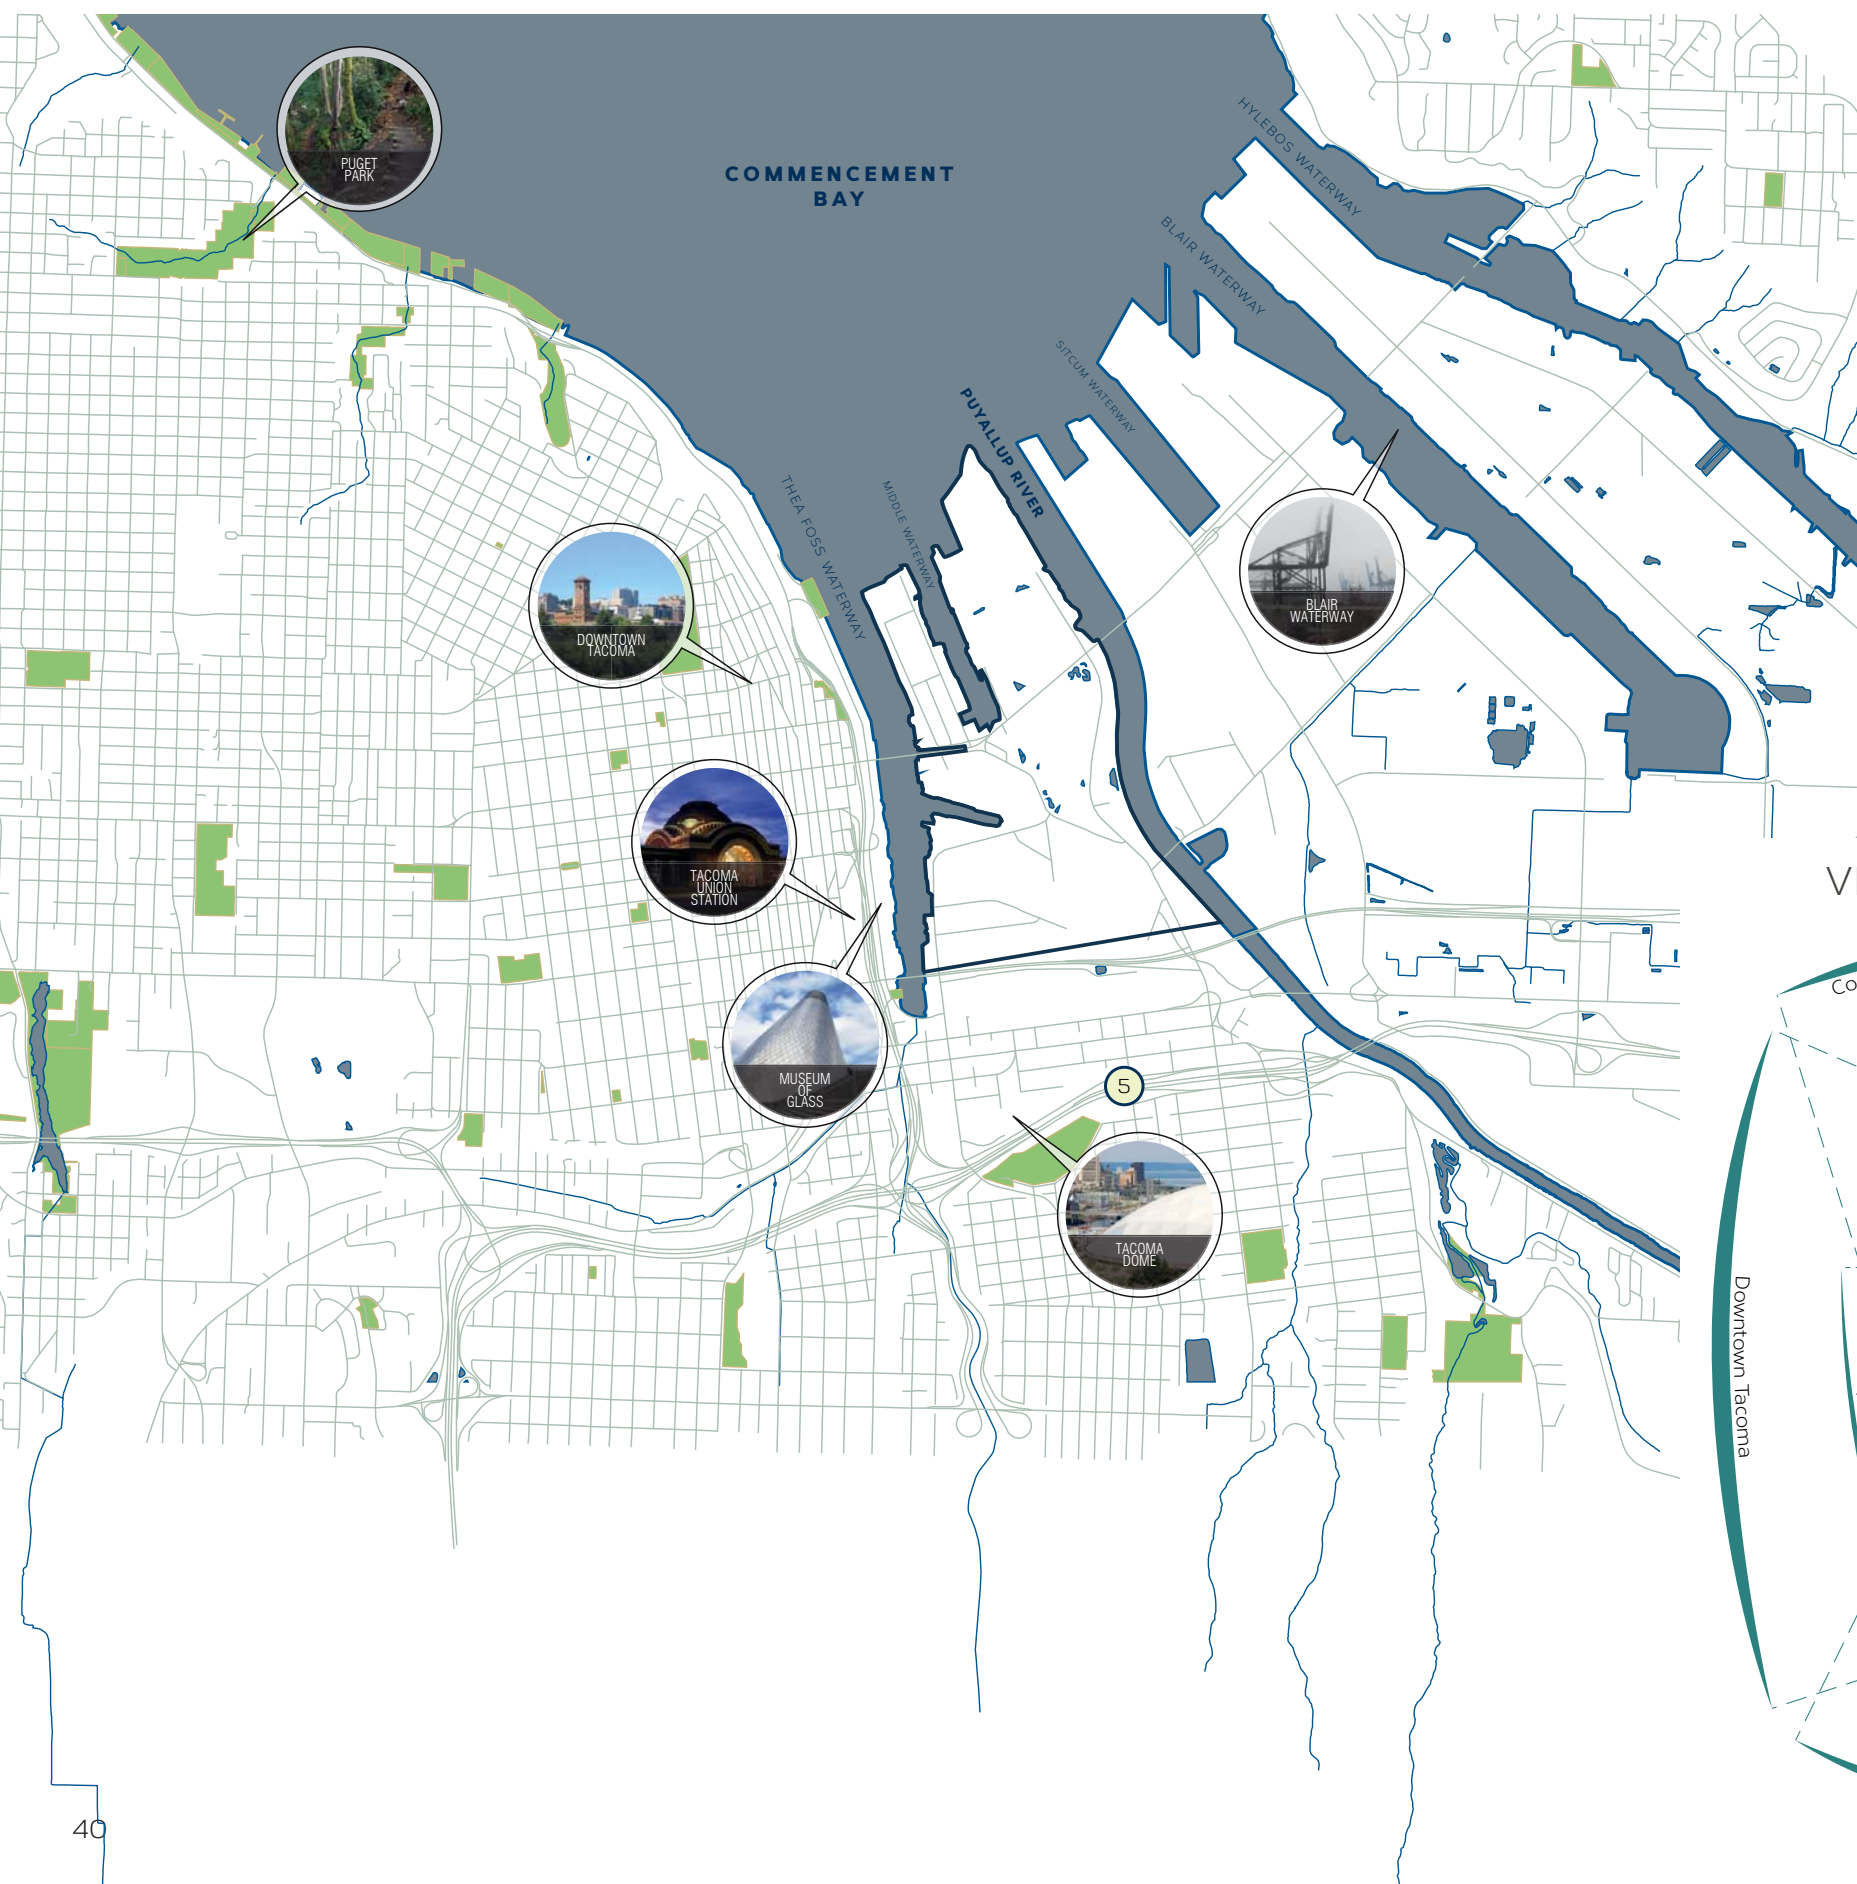 PUGET
PARK
COMMENCEMENT
BAY
HYLEBOS WATERWAY
BLAIR WATERWAY
SITCUM WATERWAY
PUYALLUP RIVER
MIDDLE WATERWAY
THEA FOSS WATERWAY
DOWNTOWN
TACOMA
BLAIR
WATERWAY
TACOMA
UNION
STATION
MUSEUM
OF
GLASS
5
TACOMA
DOME
V
Co
Downtown Tacoma
40